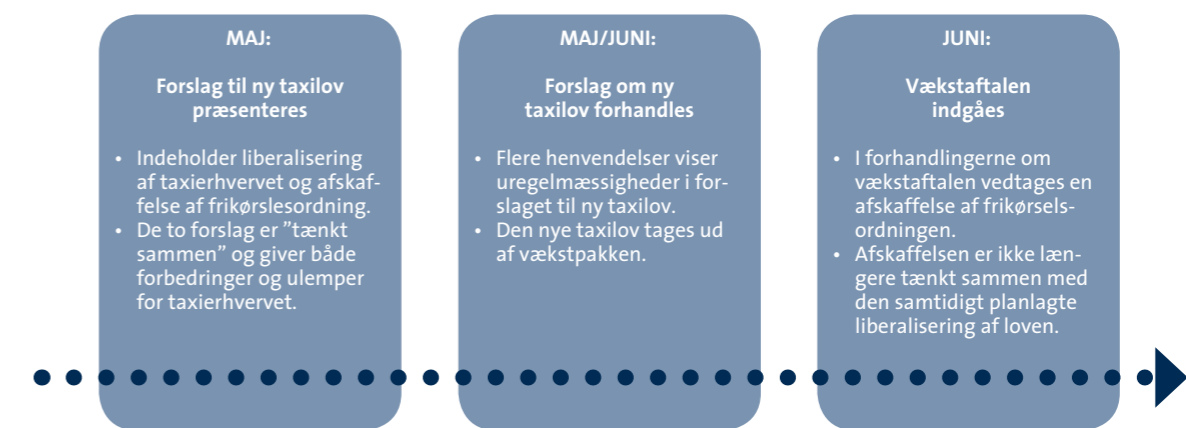 MAJ:
Forslag til ny taxilov
præsenteres
• Indeholder liberalisering
af taxierhvervet og afskaf-
felse af frikørslesordning.
• De to forslag er ”tænkt
sammen” og giver både
forbedringer og ulemper
for taxierhvervet.
MAJ/JUNI:
Forslag om ny
taxilov forhandles
• Flere henvendelser viser
uregelmæssigheder i for-
slaget til ny taxilov.
• Den nye taxilov tages ud
af vækstpakken.
JUNI:
Vækstaftalen
indgåes
• I forhandlingerne om
vækstaftalen vedtages en
afskaffelse af frikørsels-
ordningen.
• Afskaffelsen er ikke læn-
gere tænkt sammen med
den samtidigt planlagte
liberalisering af loven.